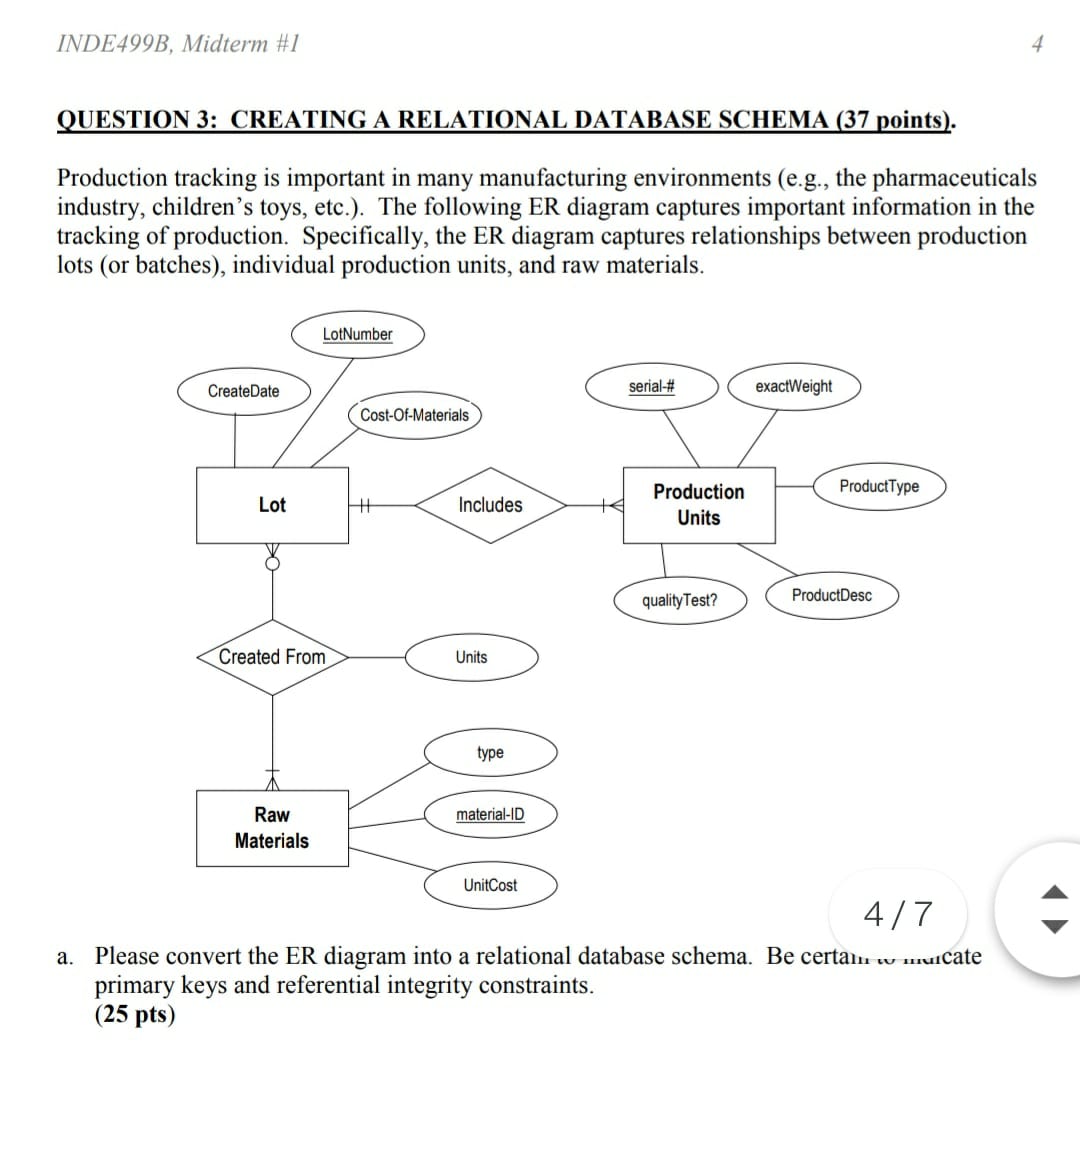 INDE499B, Midterm #1
4
QUESTION 3: CREATING A RELATIONAL DATABASE SCHEMA (37 points).
Production tracking is important in many manufacturing environments (e.g., the pharmaceuticals
industry, children's toys, etc.). The following ER diagram captures important information in the
tracking of production. Specifically, the ER diagram captures relationships between production
lots (or batches), individual production units, and raw materials.
LotNumber
CreateDate
Cost-Of-Materials
serial-#
exactWeight
Lot
Includes
Production
Units
ProductType
qualityTest?
ProductDesc
Created From
Units
type
Raw
Materials
material-ID
UnitCost
4/7
a. Please convert the ER diagram into a relational database schema. Be certain to indicate
primary keys and referential integrity constraints.
(25 pts)